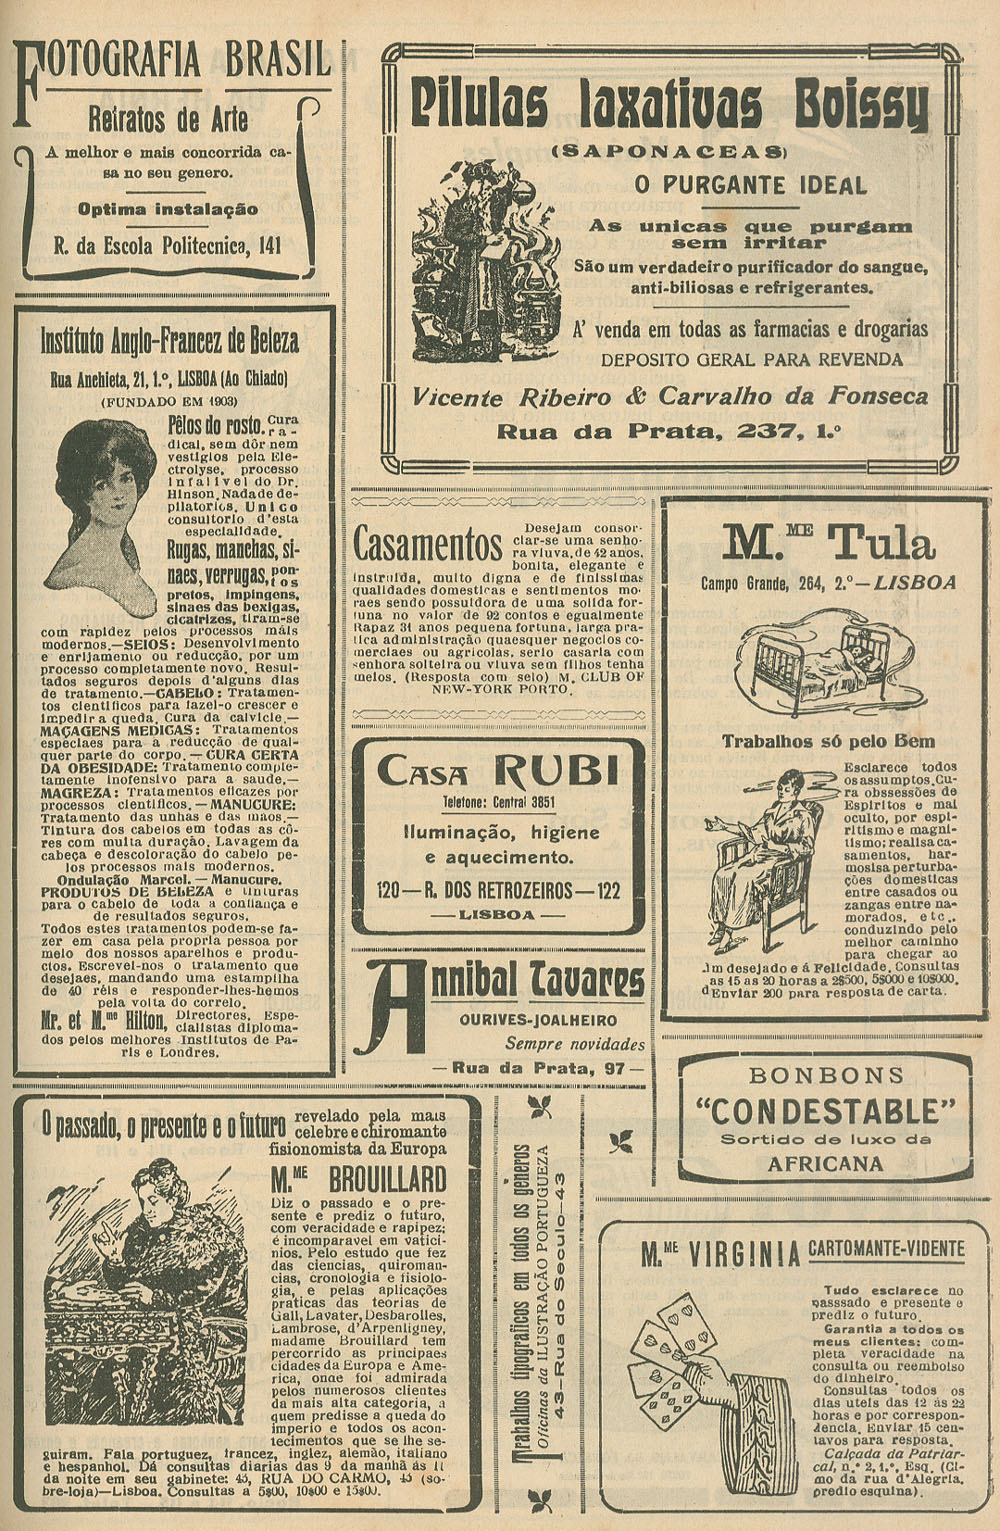 FOTOGRAFIA BRASIL
Retratos de Arte
A melhor e mais concorrida ca-
sa no seu genero.
Optima instalação
R. da Escola Politecnica, 141
Pilulas laxativas Boissy
(SAPONACEAS)
O PURGANTE IDEAL
As unicas que purgam
sem irritar
São um verdadeiro purificador do sangue,
anti-biliosas e refrigerantes.
A' venda em todas as farmacias e drogarias
DEPOSITO GERAL PARA REVENDA
Vicente Ribeiro & Carvalho da Fonseca
Rua da Prata, 237, 1.º
Instituto Anglo-Francez de Beleza
Rua Anchieta, 21, 1.º, LISBOA (Ao Chiado)
(FUNDADO EM 1903)
Pêlos do rosto. Cura ra-
dical, sem dôr nem
vestigios pela Ele-
ctrolyse, processo
infalivel do Dr.
Hinson. Nada de de-
pilatorios. Unico
consultorio d'esta
especialidade.
Rugas, manchas, si-
naes, verrugas, pontos
pretos, impingens,
sinaes das bexigas,
cicatrizes, tiram-se
com rapidez pelos processos mais
modernos.—SEIOS: Desenvolvimento
e enrijamento ou reducção, por um
processo completamente novo. Resul-
tados seguros depois d'alguns dias
de tratamento.—CABELO: Tratamen-
tos cientificos para fazel-o crescer e
impedir a queda. Cura da calvicie.—
MAÇAGENS MEDICAS: Tratamentos
especiaes para a reducção de qual-
quer parte do corpo.—CURA CERTA
DA OBESIDADE: Tratamento comple-
tamente inofensivo para a saude.—
MAGREZA: Tratamentos eficazes por
processos cientificos.—MANUCURE:
Tratamento das unhas e das mãos.—
Tintura dos cabelos em todas as cô-
res com multa duração. Lavagem da
cabeça e descoloração do cabelo pe-
los processos mais modernos.
Ondulação Marcel.—Manucure.
PRODUTOS DE BELEZA e tinturas
para o cabelo de toda a confiança e
de resultados seguros.
Todos estes tratamentos podem-se fa-
zer em casa pela propria pessoa por
meio dos nossos aparelhos e produ-
ctos. Escrevei-nos o tratamento que
desejaes, mandando uma estampilha
de 40 réis e responder-lhes-hemos
pela volta do correio.
Mr. et M.me Hilton, Directores, Espe-
cialistas diploma-
dos pelos melhores Institutos de Pa-
ris e Londres.
Casamentos Desejam consor-
ciar-se uma senho-
ra viuva, de 42 anos,
bonita, elegante e
instruida, muito digna e de finissimas
qualidades domesticas e sentimentos mo-
raes sendo possuidora de uma solida for-
tuna no valor de 92 contos e egualmente
Rapaz 31 anos pequena fortuna, larga pra-
tica administração quaesquer negocios co-
merciaes ou agricolas, serio casaria com
senhora solteira ou viuva sem filhos tenha
meios. (Resposta com selo) M. CLUB OF
NEW-YORK PORTO.
CASA RUBI
Telefone: Central 3851
Iluminação, higiene
e aquecimento.
120—R. DOS RETROZEIROS—122
—LISBOA—
Annibal Tavares
OURIVES-JOALHEIRO
Sempre novidades
—Rua da Prata, 97—
M.ME Tula
Campo Grande, 264, 2.º—LISBOA
Trabalhos só pelo Bem
Esclarece todos
os assumptos. Cu-
ra obssessões de
Espiritos e mal
oculto, por espi-
ritismo e magni-
tismo; realisa ca-
samentos, har-
monisa perturba-
ções domesticas
entre casados ou
zangas entre na-
morados, etc.,
conduzindo pelo
melhor caminho
para chegar ao
fim desejado e á Felicidade. Consultas
das 15 ás 20 horas a 2$500, 5$000 e 10$000.
Enviar 200 para resposta de carta.
BONBONS
"CONDESTABLE"
Sortido de luxo da
AFRICANA
O passado, o presente e o futuro revelado pela mais
celebre e chiromante
fisionomista da Europa
M.ME BROUILLARD
Diz o passado e o pre-
sente e prediz o futuro,
com veracidade e rapipez;
é incomparavel em vatici-
nios. Pelo estudo que fez
das ciencias, quiroman-
cias, cronologia e fisiolo-
gia, e pelas aplicações
praticas das teorias de
Gall, Lavater, Desbarolles,
Lambrose, d'Arpenligney,
madame Brouillard tem
percorrido as principaes
cidades da Europa e Ame-
rica, onde foi admirada
pelos numerosos clientes
da mais alta categoria, a
quem predisse a queda do
imperio e todos os acon-
tecimentos que se lhe se-
guiram. Fala portuguez, francez, inglez, alemão, italiano
e hespanhol. Dá consultas diarias das 9 da manhã ás 11
da noite em seu gabinete: 43, RUA DO CARMO, 43 (so-
bre-loja)—Lisboa. Consultas a 5$00, 10$00 e 15$00.
Trabalhos tipograficos em todos os generos
Oficinas da ILUSTRAÇÃO PORTUGUEZA
43—Rua do Seculo—43
M.ME VIRGINIA CARTOMANTE-VIDENTE
Tudo esclarece no
passsado e presente e
prediz o futuro.
Garantia a todos os
meus clientes: com-
pleta veracidade na
consulta ou reembolso
do dinheiro.
Consultas todos os
dias uteis das 12 ás 22
horas e por correspon-
dencia. Enviar 15 cen-
tavos para resposta.
Calçada da Patriar-
cal, n.º 2, 1.º, Esq. (Ci-
mo da rua d'Alegria,
predio esquina).